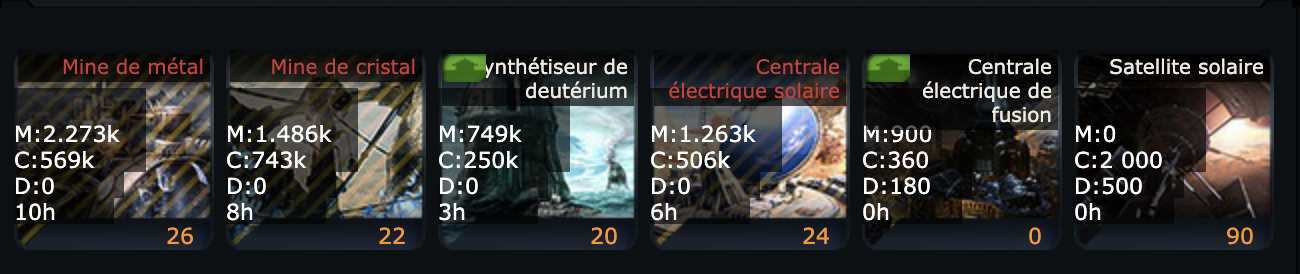 Mine de métal
M:2.273k
C:569k
D:0
10h
26
Mine de cristal
M:1.486k
C:743k
D:0
8h
22
ynthétiseur de
deutérium
M:749k
C:250k
D:0
3h
20
Centrale
électrique solaire
M:1.263k
C:506k
D:0
6h
24
Centrale
électrique de
fusion
M:900
C:360
D:180
0h
0
Satellite solaire
M:0
C:2 000
D:500
0h
90